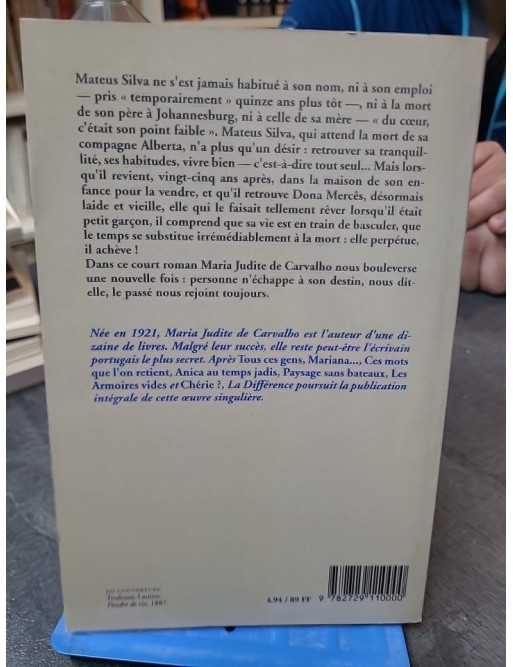 Mateus Silva ne s'est jamais habitué à son nom, ni à son emploi
— pris « temporairement » quinze ans plus tôt —, ni à la mort
de son père à Johannesburg, ni à celle de sa mère — « du cœur,
c'était son point faible ». Mateus Silva, qui attend la mort de sa
compagne Alberta, n'a plus qu'un désir : retrouver sa tranquil-
lité, ses habitudes, vivre bien — c'est-à-dire tout seul... Mais lors-
qu'il revient, vingt-cinq ans après, dans la maison de son en-
fance pour la vendre, et qu'il retrouve Dona Mercês, désormais
laide et vieille, elle qui le faisait tellement rêver lorsqu'il était
petit garçon, il comprend que sa vie est en train de basculer, que
le temps se substitue irrémédiablement à la mort : elle perpétue,
il achève !
Dans ce court roman Maria Judite de Carvalho nous bouleverse
une nouvelle fois : personne n'échappe à son destin, nous dit-
elle, le passé nous rejoint toujours.
Née en 1921, Maria Judite de Carvalho est l'auteur d'une di-
zaine de livres. Malgré leur succès, elle reste peut-être l'écrivain
portugais le plus secret. Après Tous ces gens, Mariana..., Ces mots
que l'on retient, Anica au temps jadis, Paysage sans bateaux, Les
Armoires vides et Chérie ?, La Différence poursuit la publication
intégrale de cette œuvre singulière.
EN COUVERTURE
Toulouse-Lautrec
Poudre de riz, 1887
4.94 / 89 FF
9 782729 110000